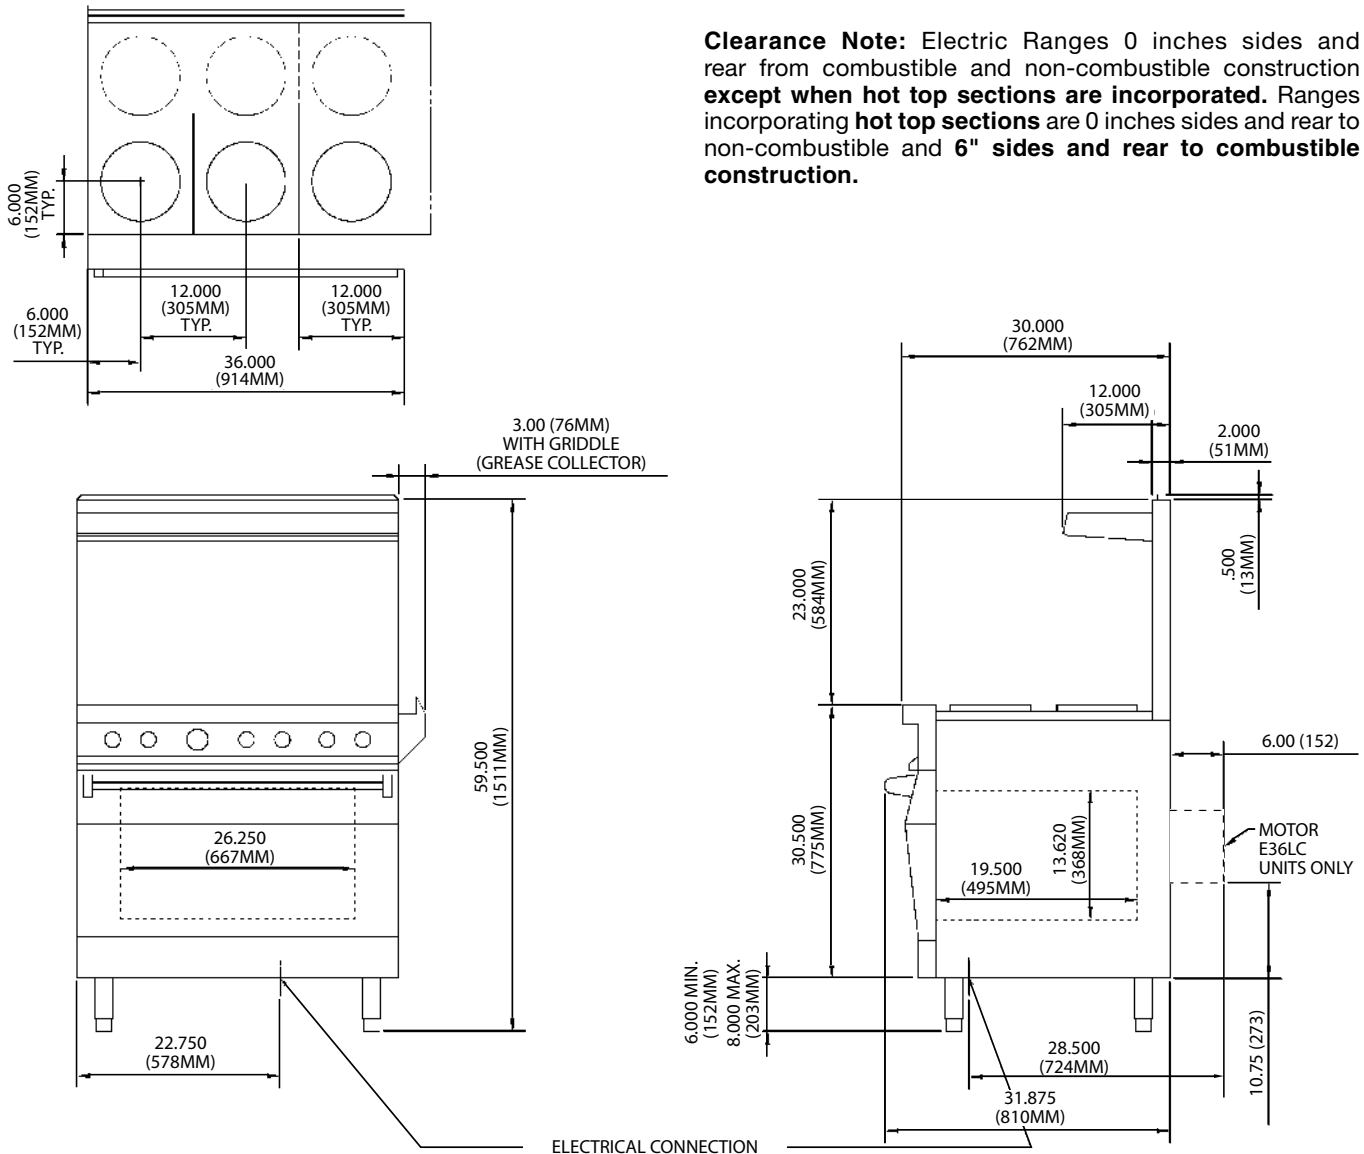 Clearance Note: Electric Ranges 0 inches sides and
rear from combustible and non-combustible construction
except when hot top sections are incorporated. Ranges
incorporating hot top sections are 0 inches sides and rear to
non-combustible and 6" sides and rear to combustible
construction.
6.000
(152MM)
TYP.
12.000
(305MM)
TYP.
12.000
(305MM)
TYP.
6.000
(152MM)
TYP.
36.000
(914MM)
30.000
(762MM)
12.000
(305MM)
2.000
(51MM)
3.00 (76MM)
WITH GRIDDLE
(GREASE COLLECTOR)
.500
(13MM)
23.000
(584MM)
59.500
(1511MM)
6.00 (152)
26.250
(667MM)
30.500
(775MM)
19.500
(495MM)
13.620
(368MM)
MOTOR
E36LC
UNITS ONLY
6.000 MIN.
(152MM)
8.000 MAX.
(203MM)
22.750
(578MM)
28.500
(724MM)
10.75 (273)
31.875
(810MM)
ELECTRICAL CONNECTION